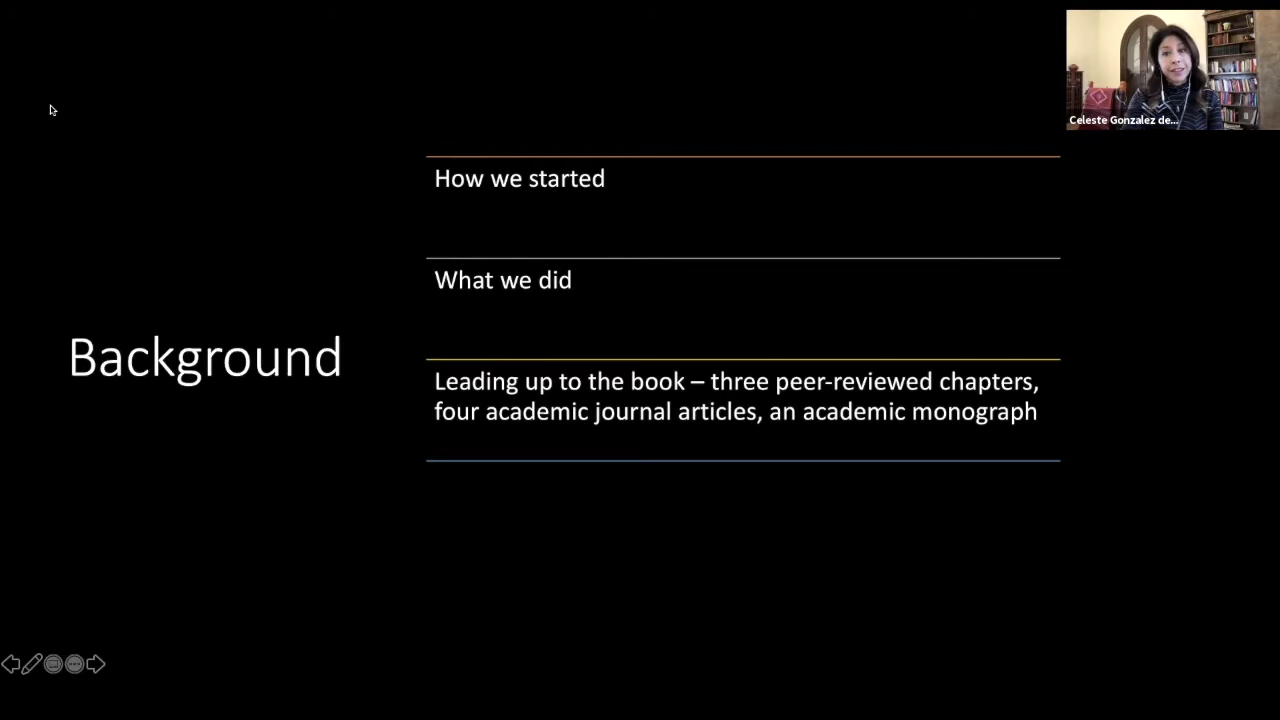 Celeste Gonzalez de...
How we started
What we did
Background
Leading up to the book – three peer-reviewed chapters,
four academic journal articles, an academic monograph